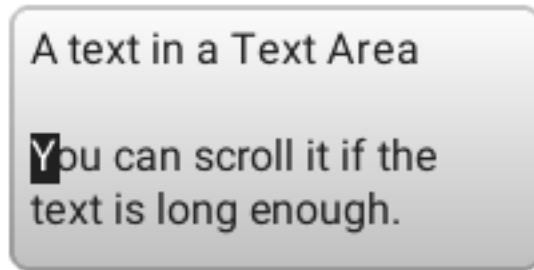 A text in a Text Area

You can scroll it if the
text is long enough.